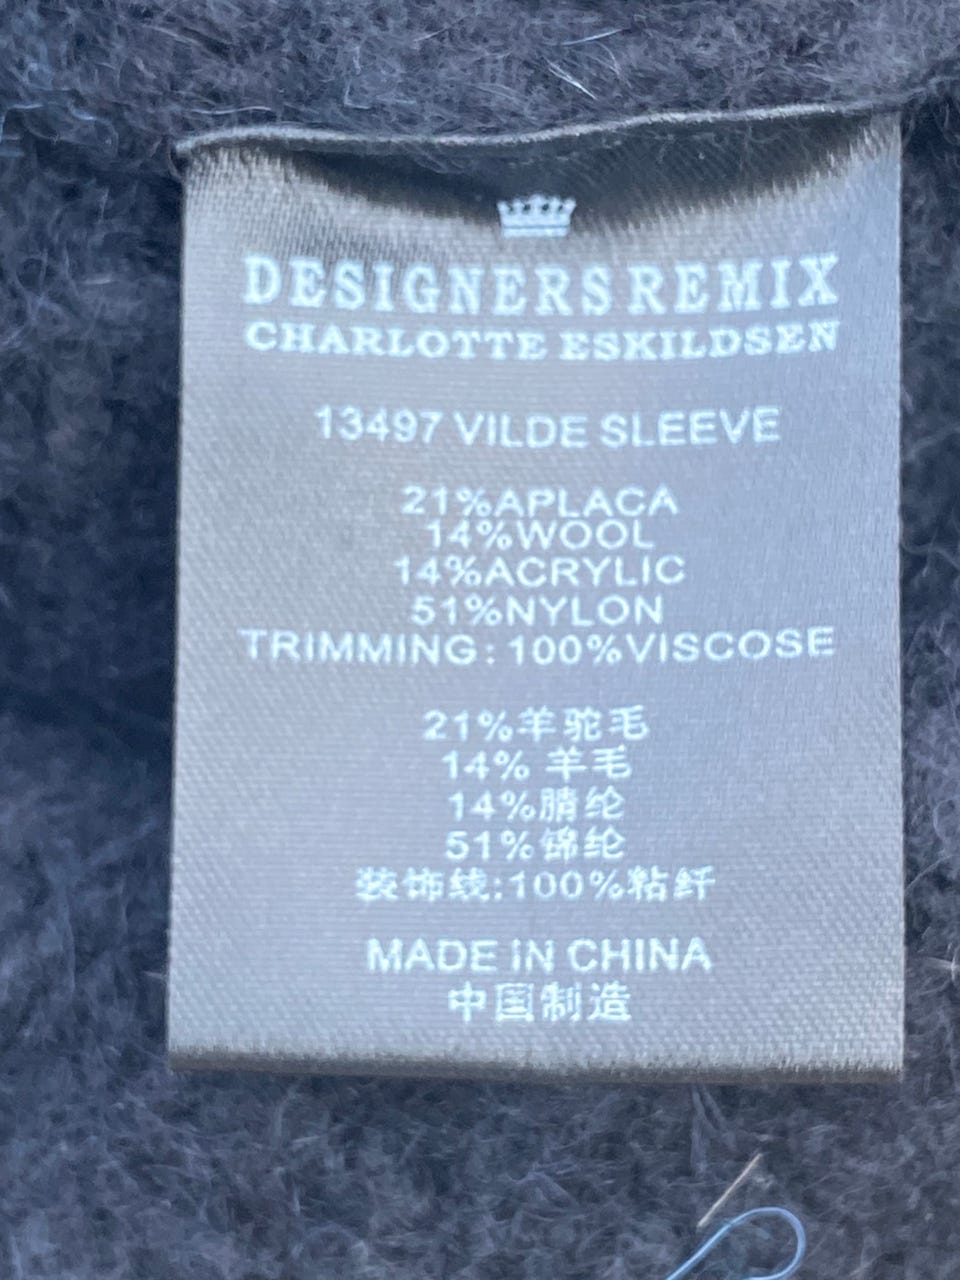 DESIGNERS REMIX
CHARLOTTE ESKILDSEN
13497 VILDE SLEEVE
21%APLACA
14%WOOL
14%ACRYLIC
51%NYLON
TRIMMING: 100%VISCOSE
21%羊驼毛
14% 羊毛
14%腈纶
51%锦纶
装饰线:100%粘纤
MADE IN CHINA
中国制造